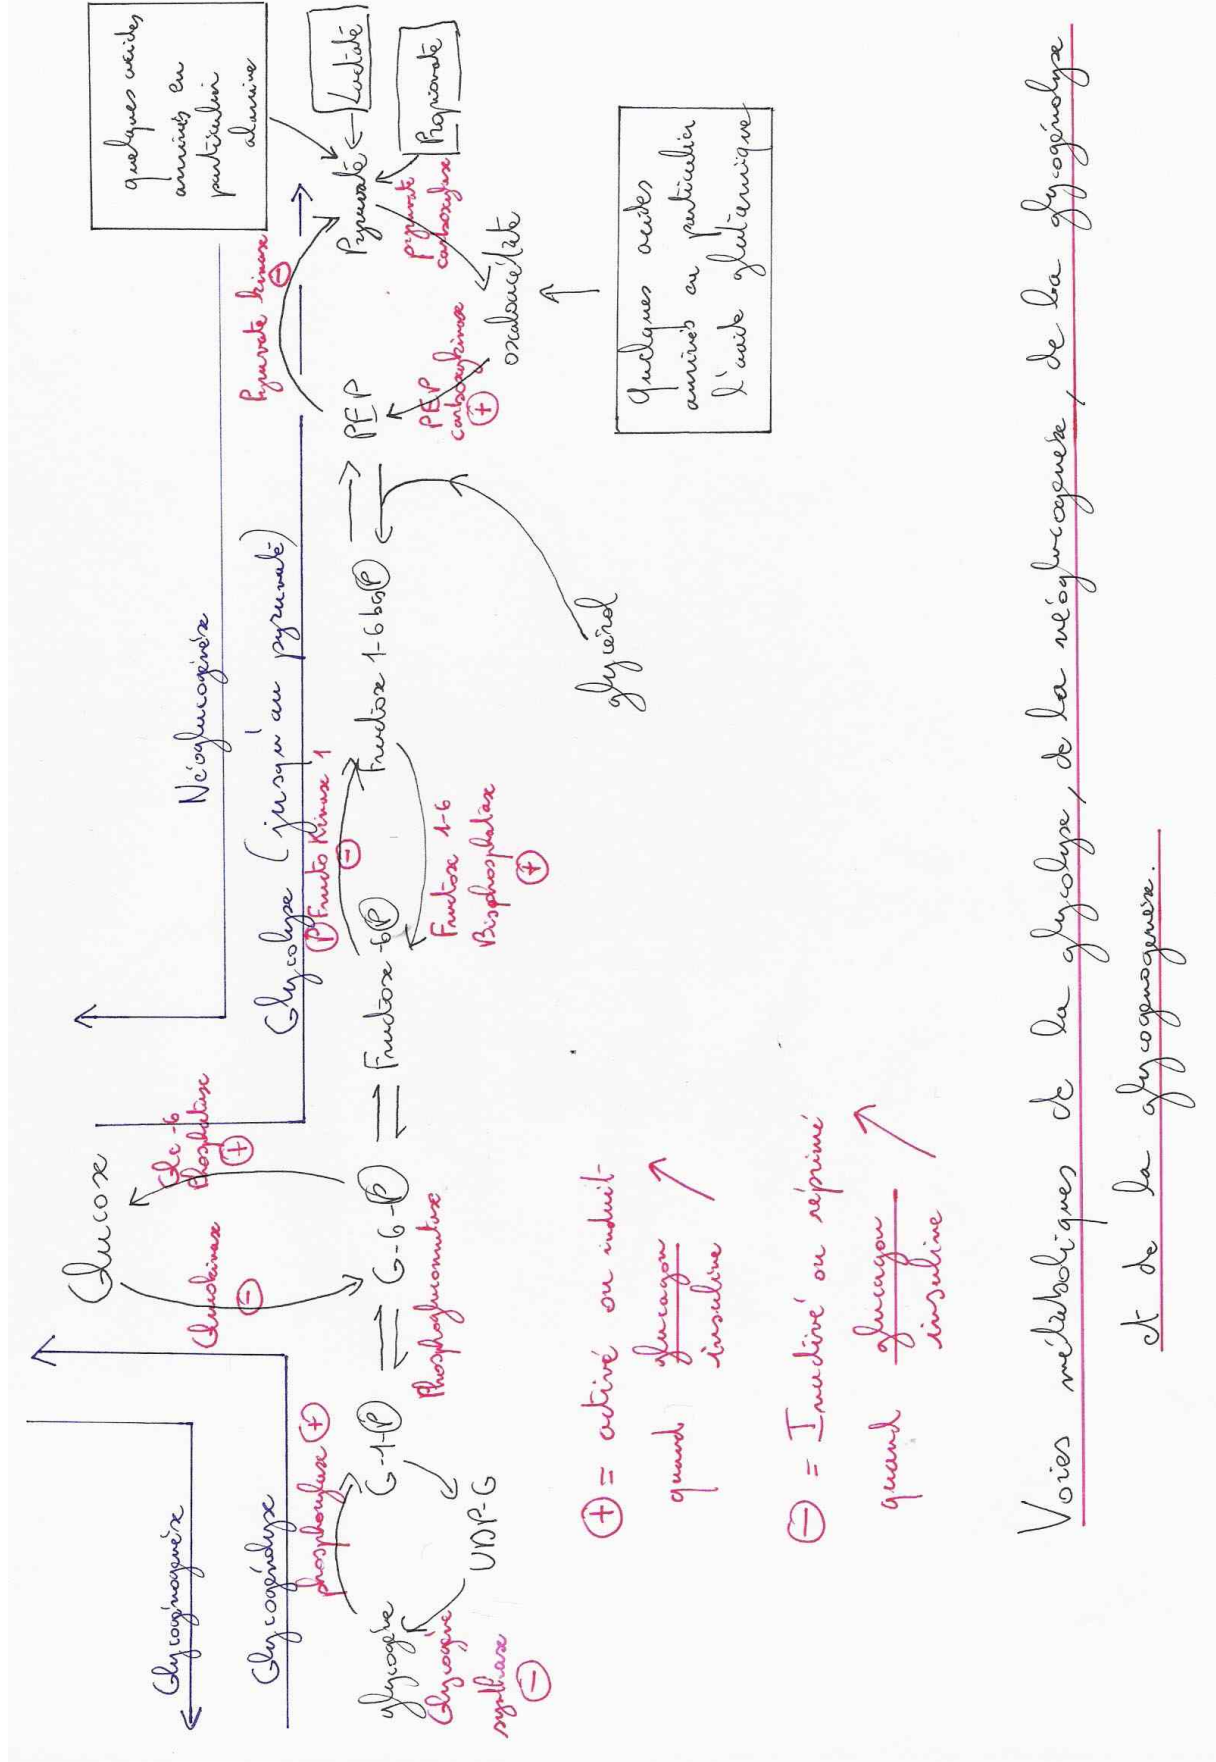 Glycogénogenèse
Glycogénolyse
Glucose
Néoglucogénèse
Glycolyse (jusqu'au pyruvate)
quelques acides
aminés en
particulier
alanine
Lactate
Propionate
phosphorylase +
Glucokinase
-
Glc-6
Phosphatase
+
P Fructo Kinase 1
-
Pyruvate kinase
-
glycogène
G-1-P
G-6-P
Fructose-6P
Fructose 1-6 bis P
PEP
Pyruvate
Glycogène
synthase
-
UDP-G
Phosphoglucomutase
Fructose 1-6
Bisphosphatase
+
PEP
carboxykinase
+
pyruvate
carboxylase
oxaloacétate
glycérol
Quelques acides
aminés en particulier
l'acide glutamique
+ = activé ou induit
quand glucagon
insuline
- = Inactivé ou réprimé
quand glucagon
insuline
Voies métaboliques de la glycolyse, de la néoglucogenèse, de la glycogénolyse
et de la glycogenogenèse.